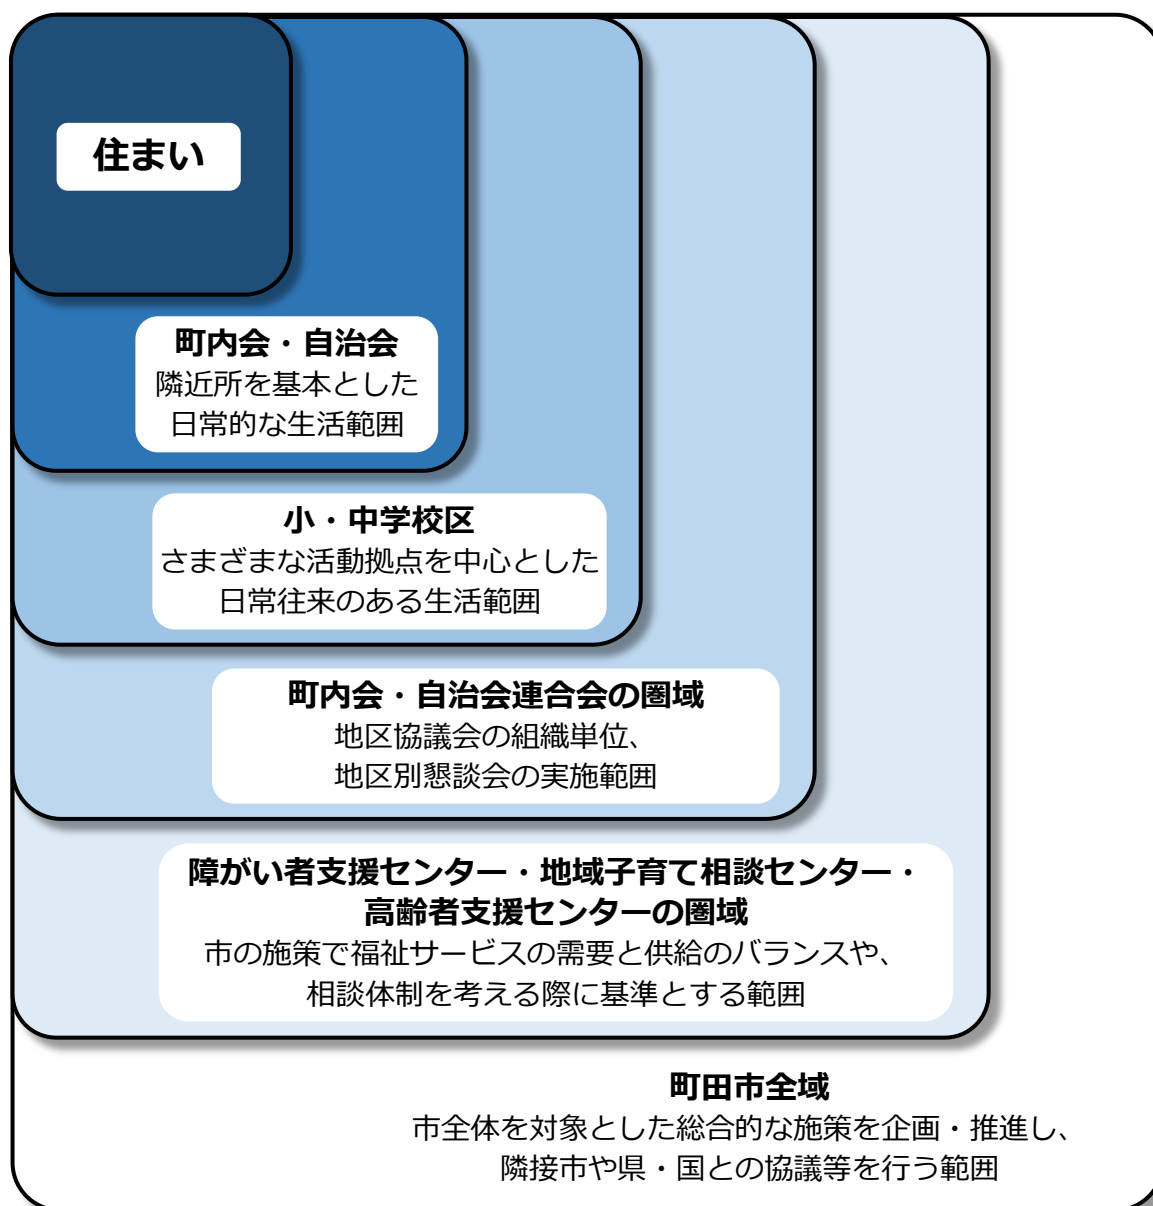 住まい
町内会・自治会
隣近所を基本とした
日常的な生活範囲
小・中学校区
さまざまな活動拠点を中心とした
日常往来のある生活範囲
町内会・自治会連合会の圏域
地区協議会の組織単位、
地区別懇談会の実施範囲
障がい者支援センター・地域子育て相談センター・
高齢者支援センターの圏域
市の施策で福祉サービスの需要と供給のバランスや、
相談体制を考える際に基準とする範囲
町田市全域
市全体を対象とした総合的な施策を企画・推進し、
隣接市や県・国との協議等を行う範囲